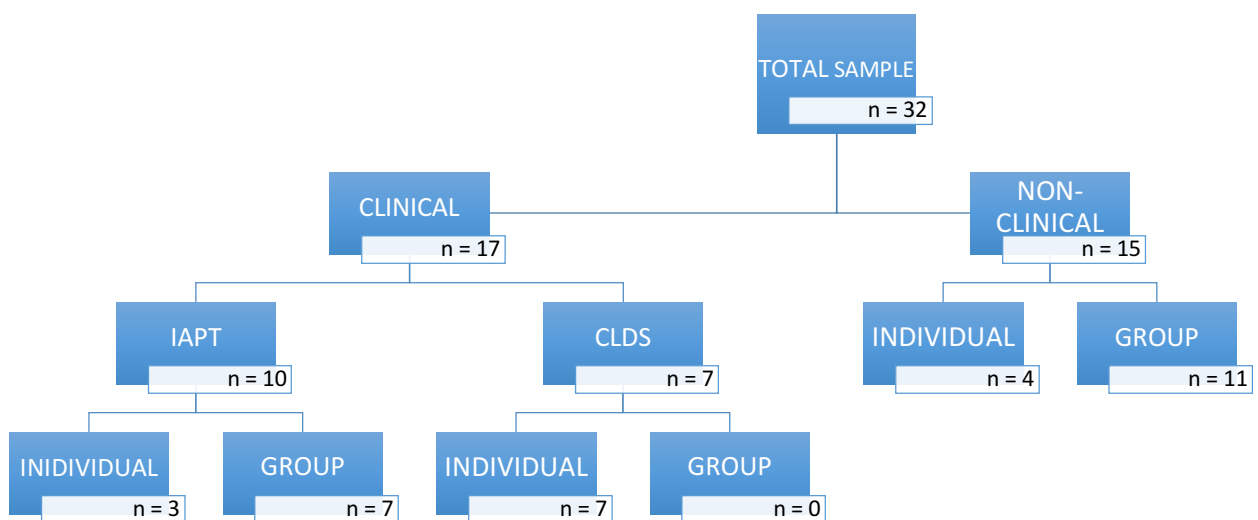 TOTAL SAMPLE
n = 32
CLINICAL
n = 17
NON-
CLINICAL
n = 15
IAPT
n = 10
CLDS
n = 7
INDIVIDUAL
n = 4
GROUP
n = 11
INIDIVIDUAL
n = 3
GROUP
n = 7
INDIVIDUAL
n = 7
GROUP
n = 0